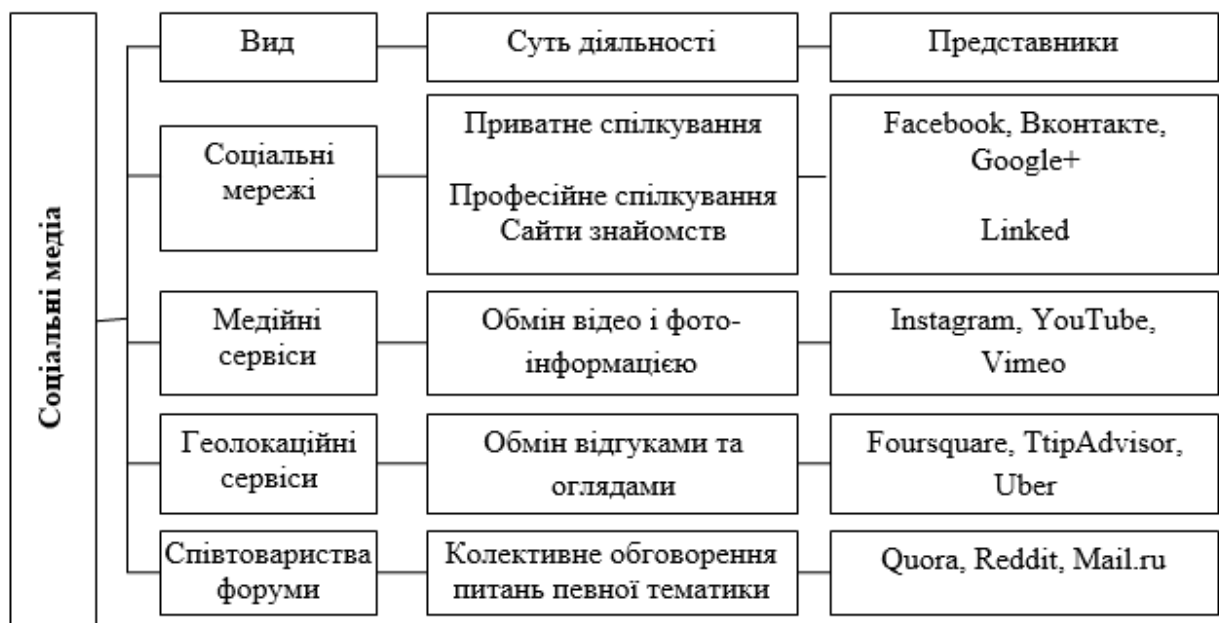 Соціальні медіа
Вид
Суть діяльності
Представники
Соціальні
мережі
Приватне спілкування
Професійне спілкування
Сайти знайомств
Facebook, Вконтакте,
Google+
Linked
Медійні
сервіси
Обмін відео і фото-
інформацією
Instagram, YouTube,
Vimeo
Геолокаційні
сервіси
Обмін відгуками та
оглядами
Foursquare, TtipAdvisor,
Uber
Співтовариства
форуми
Колективне обговорення
питань певної тематики
Quora, Reddit, Mail.ru